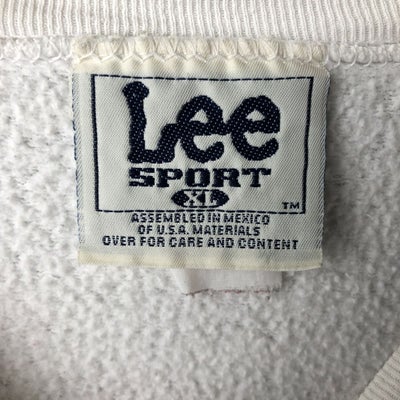 Lee
SPORT
XL
TM
ASSEMBLED IN MEXICO
OF U.S.A. MATERIALS
OVER FOR CARE AND CONTENT